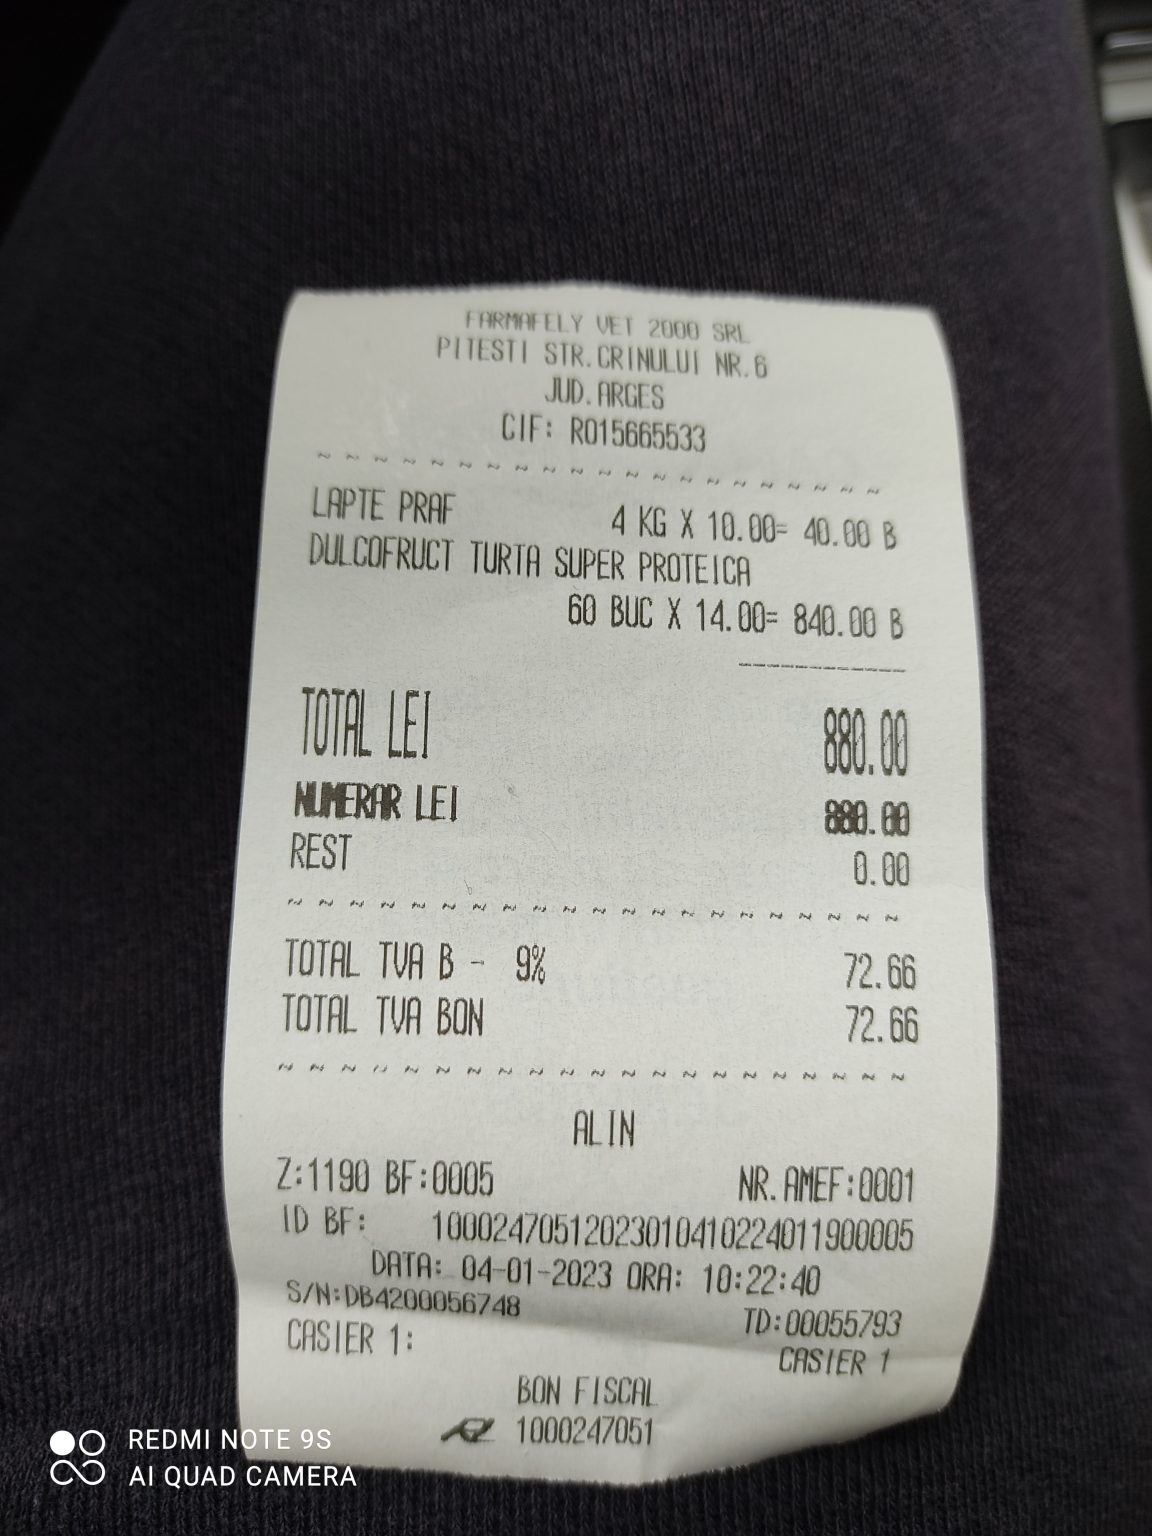 FARMAFELY VET 2000 SRL
PITESTI STR.CRINULUI NR.6
JUD.ARGES
CIF: RO15665533
~ ~ ~ ~ ~ ~ ~ ~ ~ ~ ~ ~ ~ ~ ~ ~ ~ ~ ~ ~
LAPTE PRAF 4 KG X 10.00= 40.00 B
DULCOFRUCT TURTA SUPER PROTEICA
60 BUC X 14.00= 840.00 B
TOTAL LEI 880.00
NUMERAR LEI 880.00
REST 0.00
~ ~ ~ ~ ~ ~ ~ ~ ~ ~ ~ ~ ~ ~ ~ ~ ~ ~ ~ ~ ~
TOTAL TVA B - 9% 72.66
TOTAL TVA BON 72.66
~ ~ ~ ~ ~ ~ ~ ~ ~ ~ ~ ~ ~ ~ ~ ~ ~ ~ ~ ~ ~
ALIN
Z:1190 BF:0005 NR.AMEF:0001
ID BF: 1000247051202301041022401190​0005
DATA: 04-01-2023 ORA: 10:22:40
S/N:DB4200056748 TD:00055793
CASIER 1: CASIER 1
BON FISCAL
1000247051
REDMI NOTE 9S
AI QUAD CAMERA